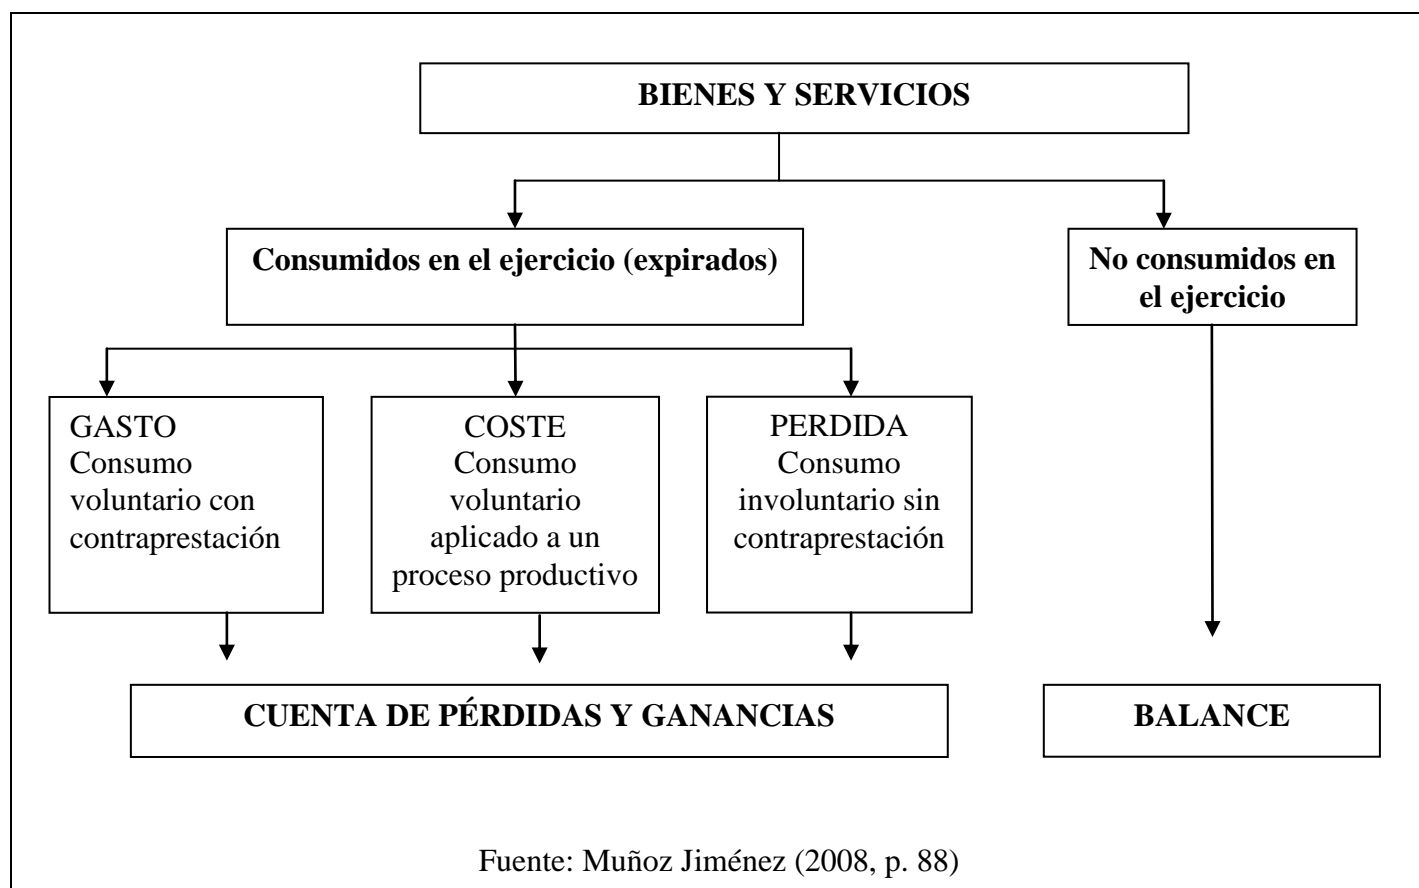 BIENES Y SERVICIOS
Consumidos en el ejercicio (expirados)
No consumidos en
el ejercicio
GASTO
Consumo
voluntario con
contraprestación
COSTE
Consumo
voluntario
aplicado a un
proceso productivo
PERDIDA
Consumo
involuntario sin
contraprestación
CUENTA DE PÉRDIDAS Y GANANCIAS
BALANCE
Fuente: Muñoz Jiménez (2008, p. 88)